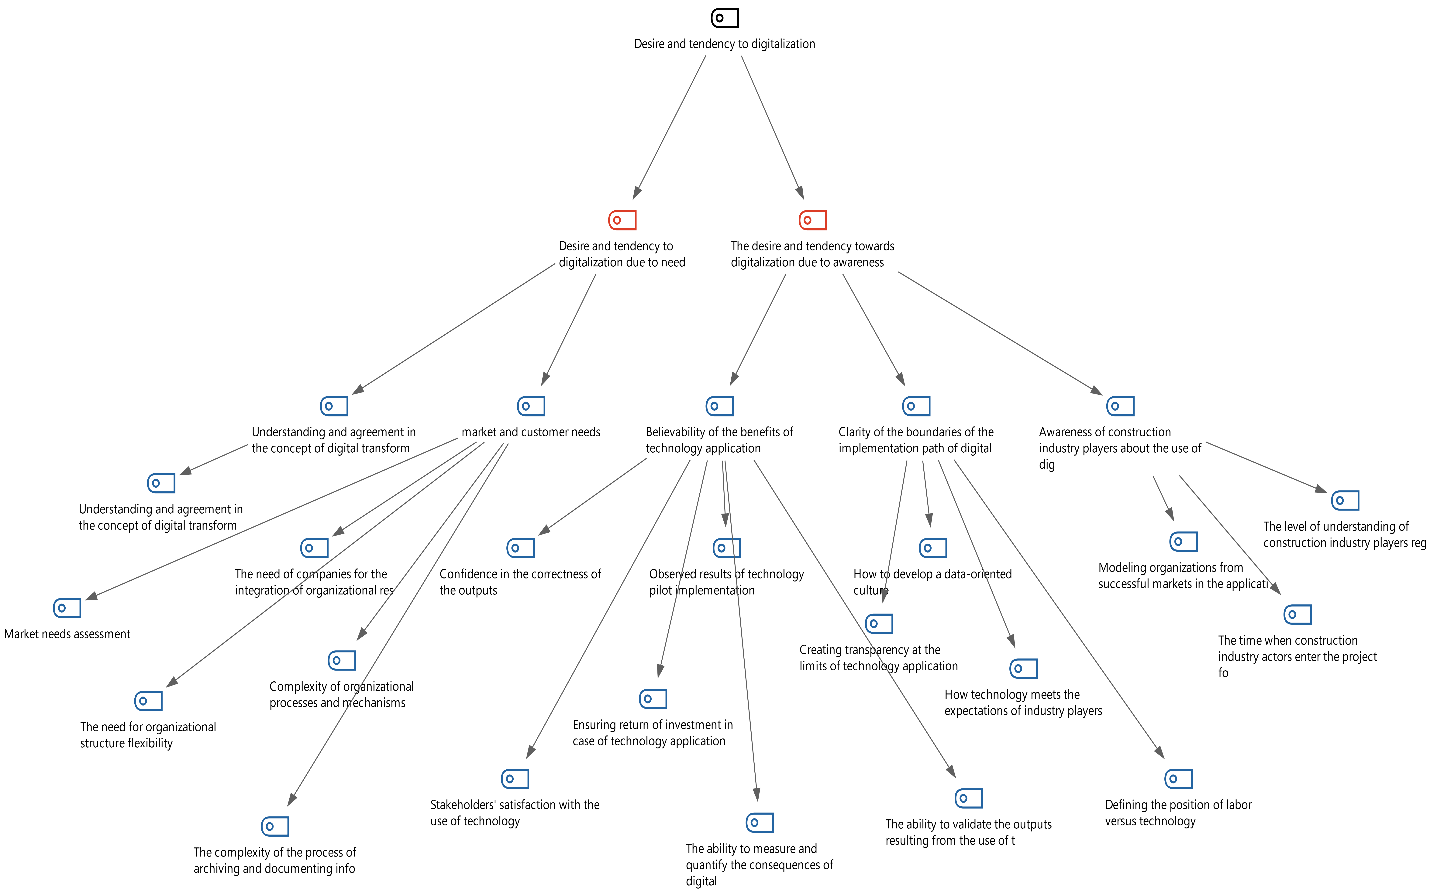 Desire and tendency to digitalization
Desire and tendency to
digitalization due to need
The desire and tendency towards
digitalization due to awareness
Understanding and agreement in
the concept of digital transform
market and customer needs
Believability of the benefits of
technology application
Clarity of the boundaries of the
implementation path of digital
Awareness of construction
industry players about the use of
dig
Understanding and agreement in
the concept of digital transform
The level of understanding of
construction industry players reg
The need of companies for the
integration of organizational res
Confidence in the correctness of
the outputs
Observed results of technology
pilot implementation
How to develop a data-oriented
culture
Modeling organizations from
successful markets in the applicati
Market needs assessment
The time when construction
industry actors enter the project
fo
Creating transparency at the
limits of technology application
Complexity of organizational
processes and mechanisms
How technology meets the
expectations of industry players
The need for organizational
structure flexibility
Ensuring return of investment in
case of technology application
Stakeholders' satisfaction with the
use of technology
Defining the position of labor
versus technology
The ability to validate the outputs
resulting from the use of t
The complexity of the process of
archiving and documenting info
The ability to measure and
quantify the consequences of
digital